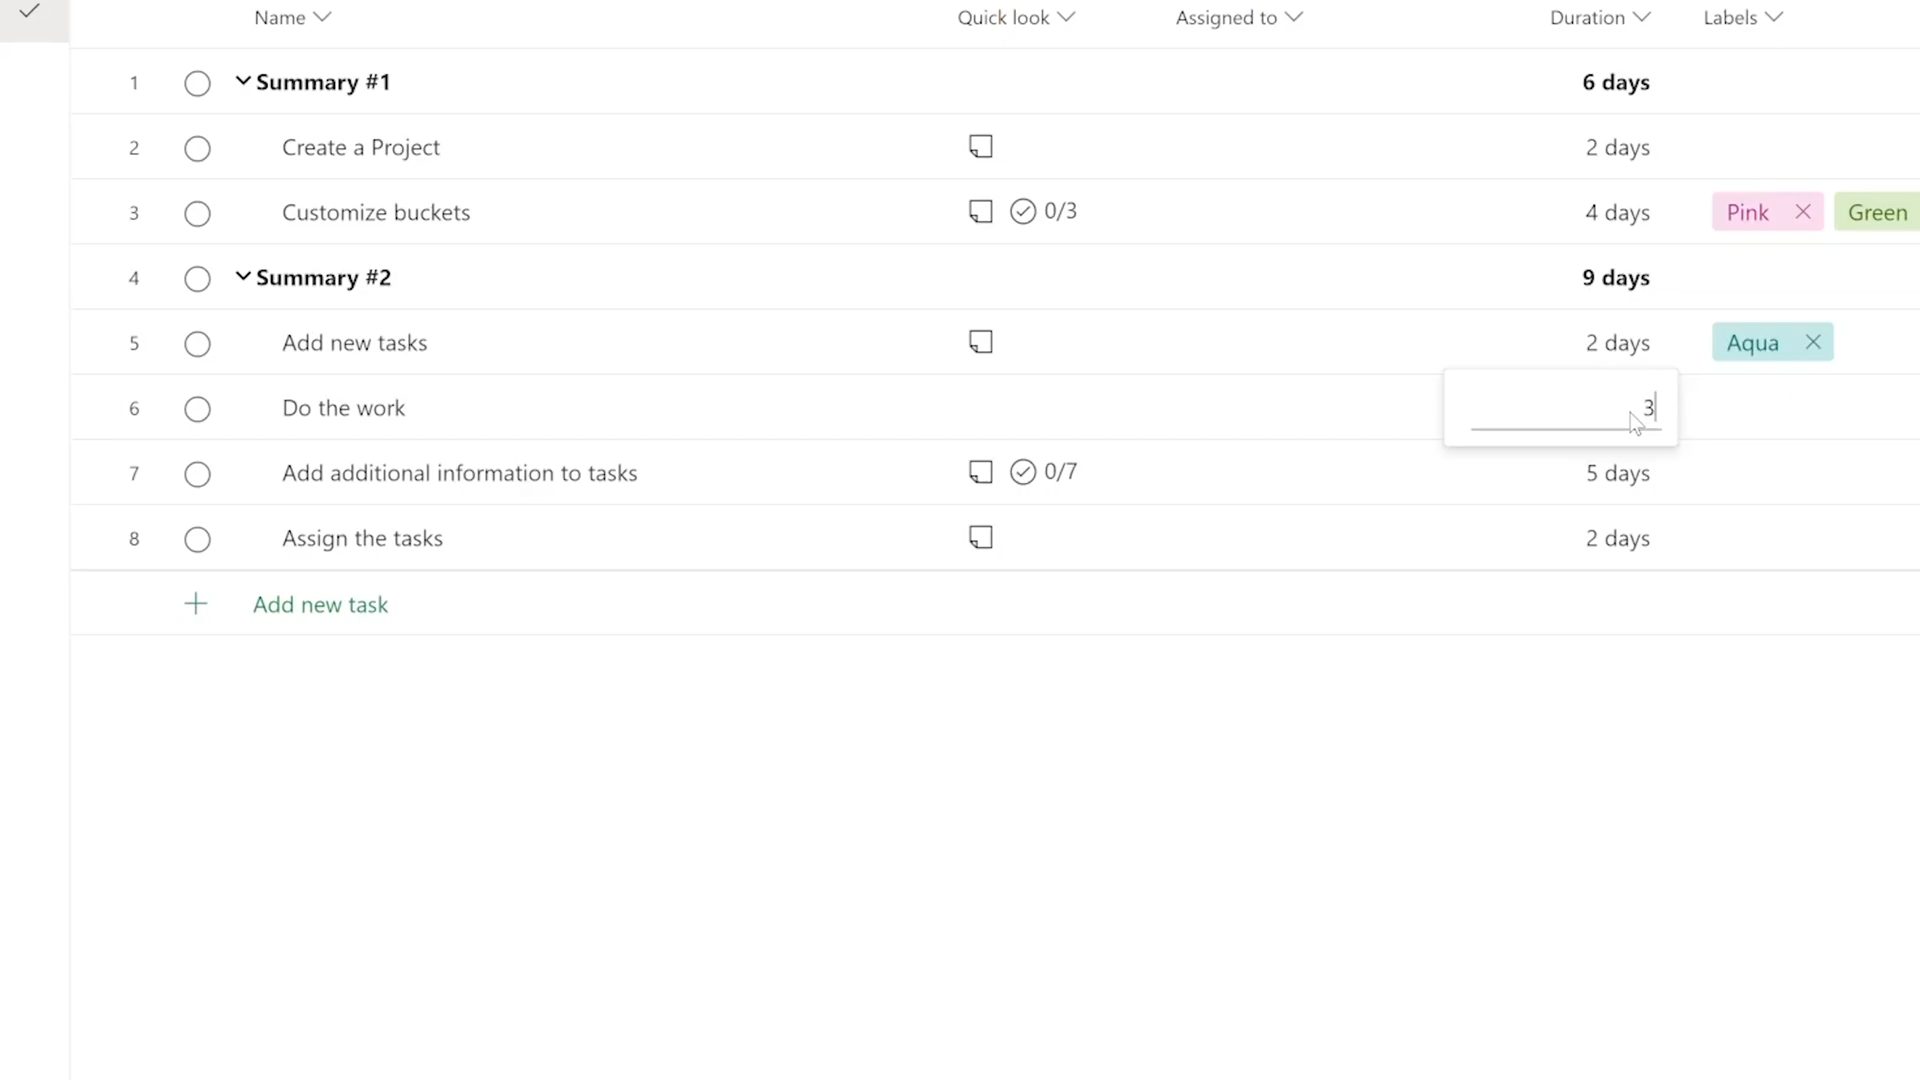 Name Quick look Assigned to Duration Labels
1 Summary #1 6 days
2 Create a Project 2 days
3 Customize buckets 0/3 4 days Pink Green
4 Summary #2 9 days
5 Add new tasks 2 days Aqua
6 Do the work 3
7 Add additional information to tasks 0/7 5 days
8 Assign the tasks 2 days
Add new task